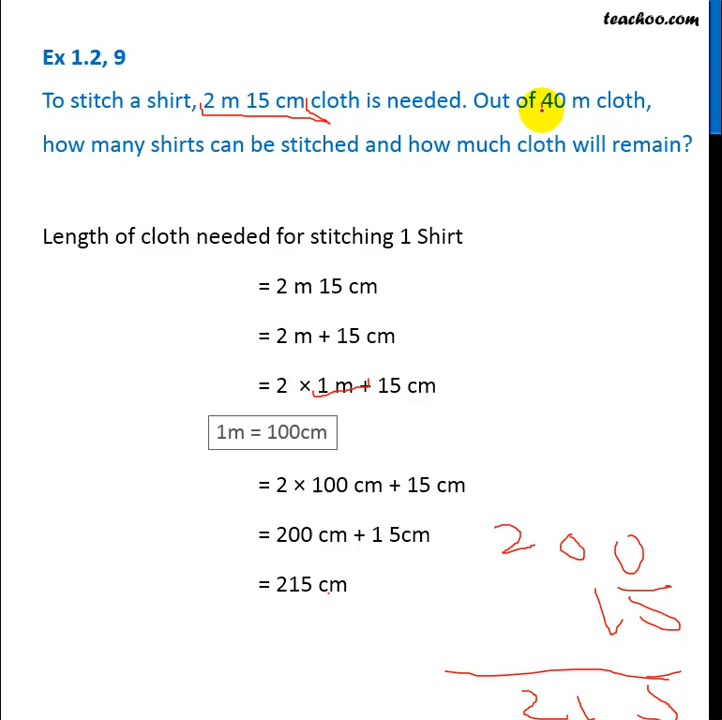 teachoo.com
Ex 1.2, 9
To stitch a shirt, 2 m 15 cm cloth is needed. Out of 40 m cloth,
how many shirts can be stitched and how much cloth will remain?
Length of cloth needed for stitching 1 Shirt
= 2 m 15 cm
= 2 m + 15 cm
= 2 × 1 m + 15 cm
1m = 100cm
= 2 × 100 cm + 15 cm
= 200 cm + 1 5cm
= 215 cm
200
15
215